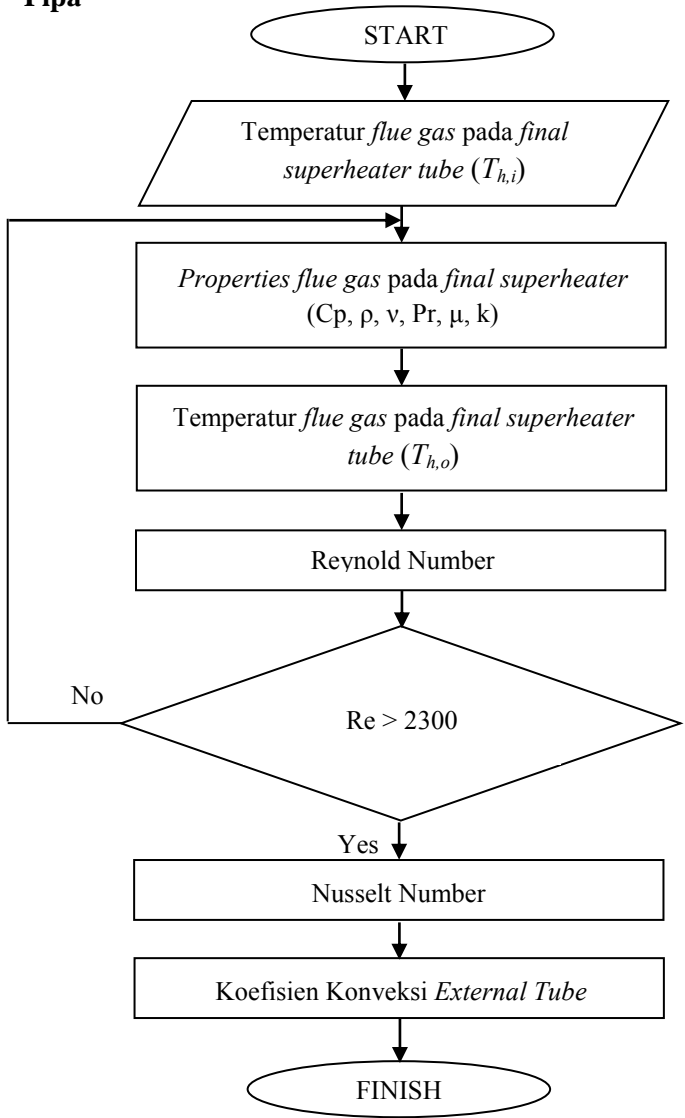 Pipa
START
Temperatur flue gas pada final
superheater tube (Th,i)
Properties flue gas pada final superheater
(Cp, ρ, ν, Pr, μ, k)
Temperatur flue gas pada final superheater
tube (Th,o)
Reynold Number
No
Re > 2300
Yes
Nusselt Number
Koefisien Konveksi External Tube
FINISH